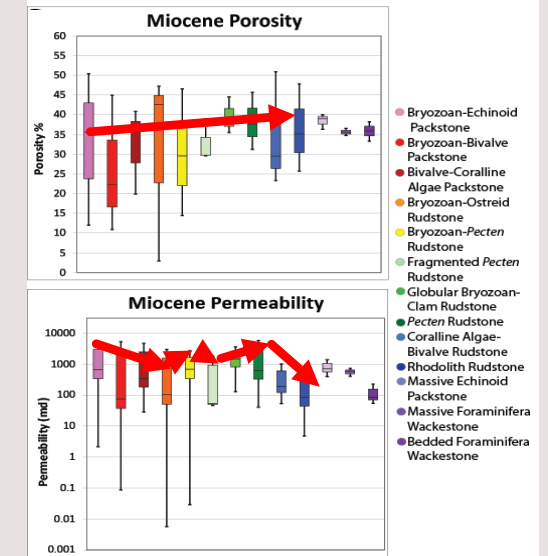 Miocene Porosity
60
55
50
45
40
35
30
25
20
15
10
5
0
Porosity %
Miocene Permeability
10000
1000
100
10
1
0.1
0.01
0.001
Permeability (md)
Bryozoan-Echinoid
Packstone
Bryozoan-Bivalve
Packstone
Bivalve-Coralline
Algae Packstone
Bryozoan-Ostreid
Rudstone
Bryozoan-Pecten
Rudstone
Fragmented Pecten
Rudstone
Globular Bryozoan-
Clam Rudstone
Pecten Rudstone
Coralline Algae-
Bivalve Rudstone
Rhodolith Rudstone
Massive Echinoid
Packstone
Massive Foraminifera
Wackestone
Bedded Foraminifera
Wackestone